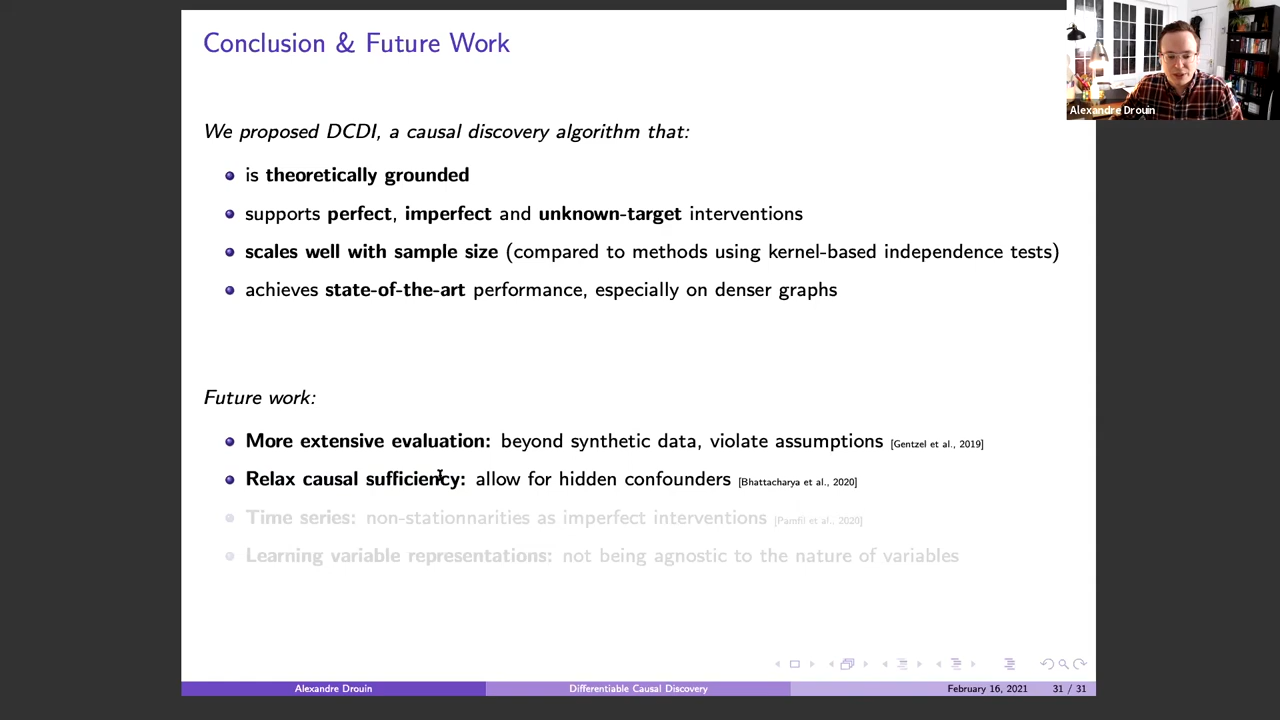 Conclusion & Future Work
Alexandre Drouin
We proposed DCDI, a causal discovery algorithm that:
is theoretically grounded
supports perfect, imperfect and unknown-target interventions
scales well with sample size (compared to methods using kernel-based independence tests)
achieves state-of-the-art performance, especially on denser graphs
Future work:
More extensive evaluation: beyond synthetic data, violate assumptions [Gentzel et al., 2019]
Relax causal sufficiency: allow for hidden confounders [Bhattacharya et al., 2020]
Time series: non-stationnarities as imperfect interventions [Pamfil et al., 2020]
Learning variable representations: not being agnostic to the nature of variables
Alexandre Drouin Differentiable Causal Discovery February 16, 2021 31 / 31